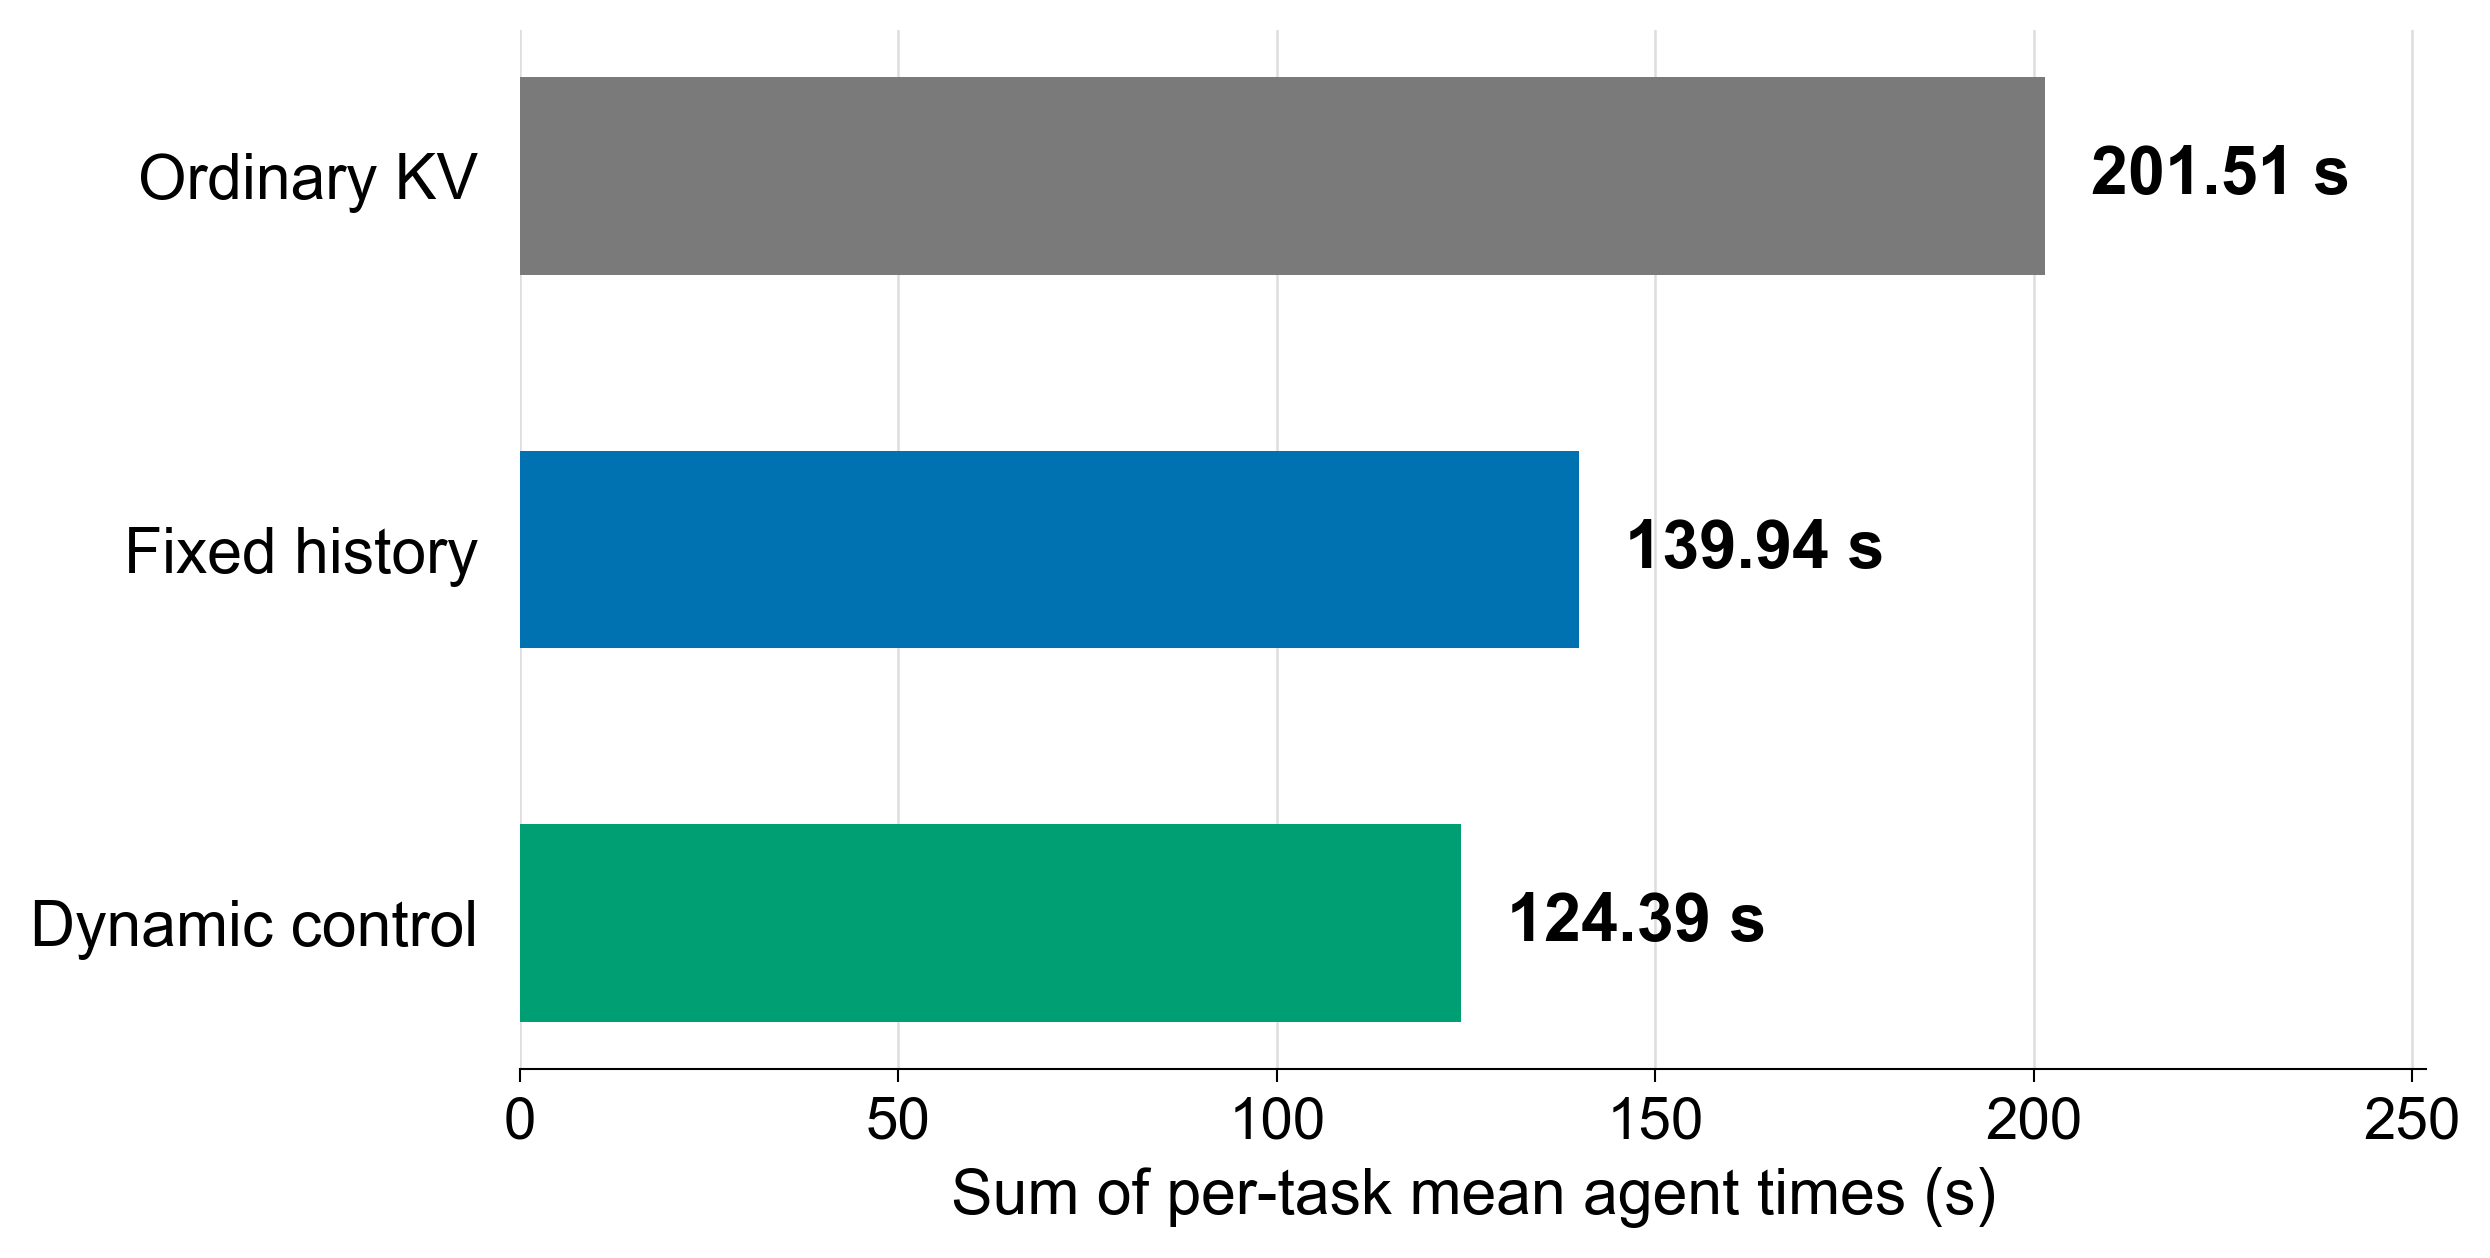 Ordinary KV
201.51 s
Fixed history
139.94 s
Dynamic control
124.39 s
0 50 100 150 200 250
Sum of per-task mean agent times (s)